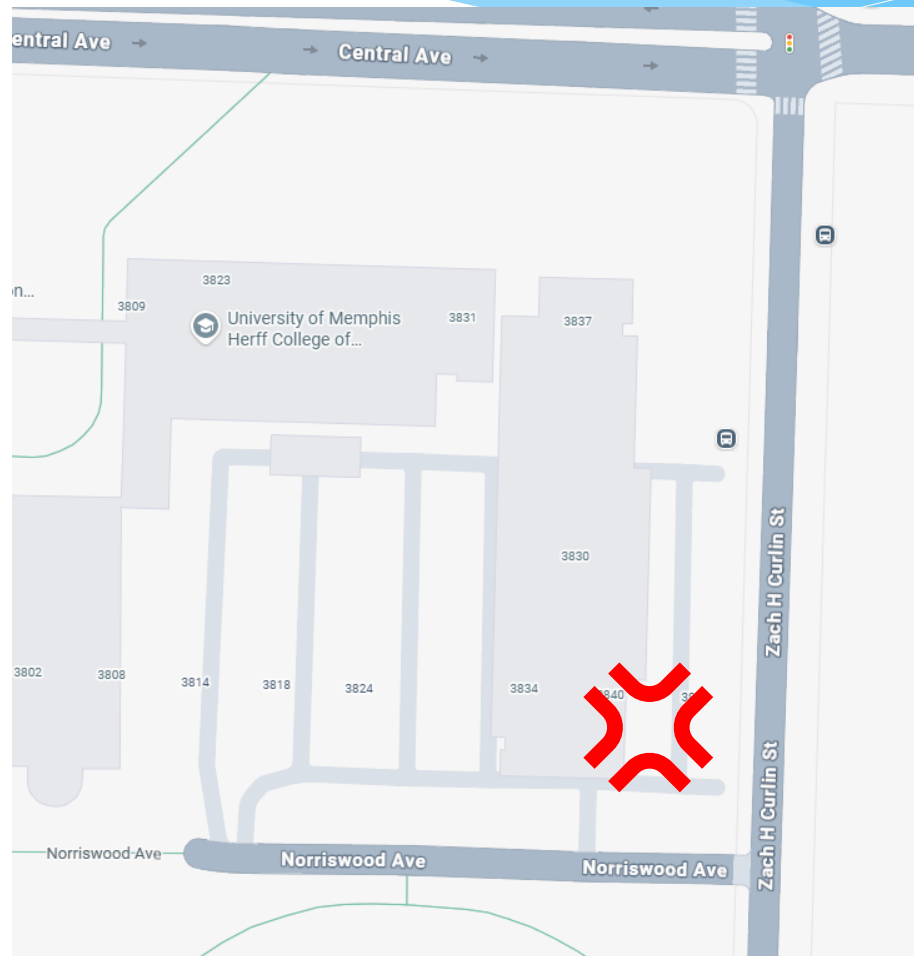 entral Ave
Central Ave
3823
3809
University of Memphis
Herff College of...
3831
3837
n...
3830
Zach H Curlin St
3802
3808
3814
3818
3824
3834
Zach H Curlin St
Norriswood Ave
Norriswood Ave
Norriswood Ave